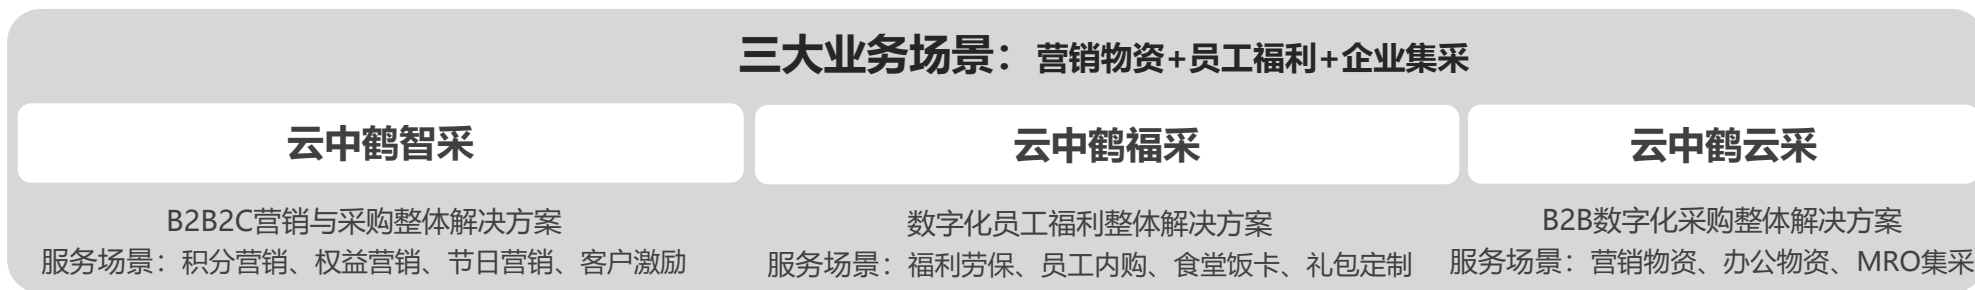 三大业务场景：营销物资+员工福利+企业集采
云中鹤智采
B2B2C营销与采购整体解决方案
服务场景：积分营销、权益营销、节日营销、客户激励
云中鹤福采
数字化员工福利整体解决方案
服务场景：福利劳保、员工内购、食堂饭卡、礼包定制
云中鹤云采
B2B数字化采购整体解决方案
服务场景：营销物资、办公物资、MRO集采